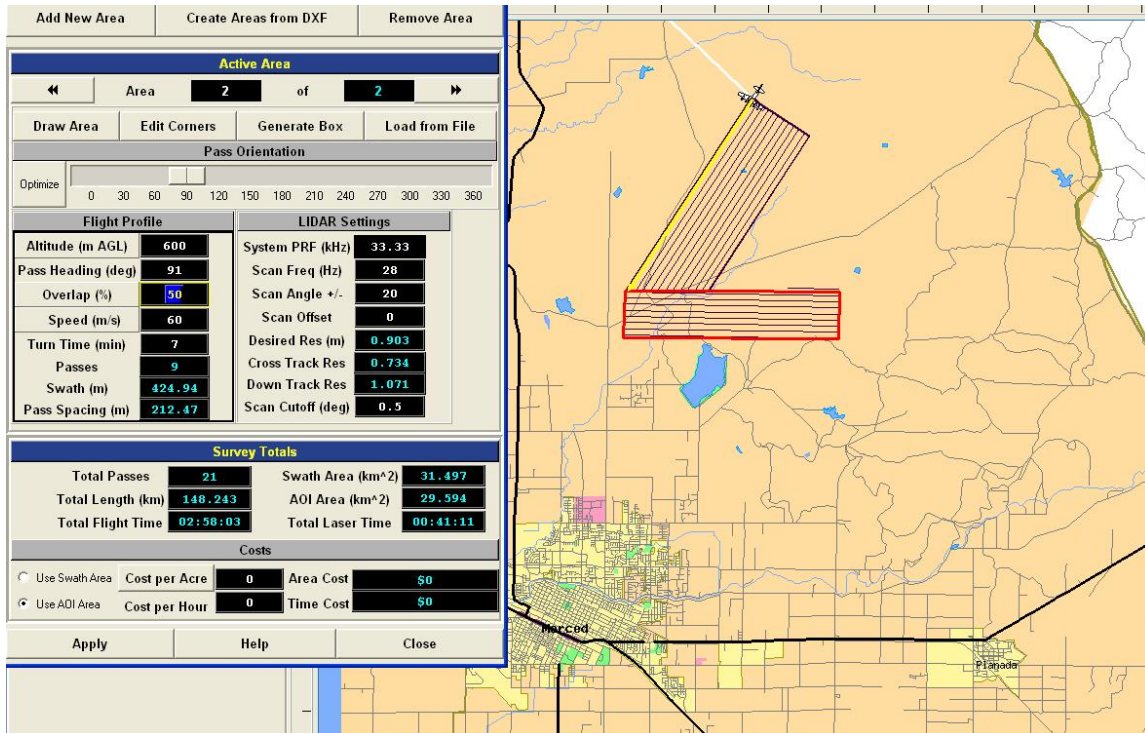 Add New Area Create Areas from DXF Remove Area
Active Area
Area 2 of 2
Draw Area Edit Corners Generate Box Load from File
Pass Orientation
Optimize
0 30 60 90 120 150 180 210 240 270 300 330 360
Flight Profile LIDAR Settings
Altitude (m AGL) 600 System PRF (kHz) 33.33
Pass Heading (deg) 91 Scan Freq (Hz) 28
Overlap (%) 50 Scan Angle +/- 20
Speed (m/s) 60 Scan Offset 0
Turn Time (min) 7 Desired Res (m) 0.903
Passes 9 Cross Track Res 0.734
Swath (m) 424.94 Down Track Res 1.071
Pass Spacing (m) 212.47 Scan Cutoff (deg) 0.5
Survey Totals
Total Passes 21 Swath Area (km^2) 31.497
Total Length (km) 148.243 AOI Area (km^2) 29.594
Total Flight Time 02:58:03 Total Laser Time 00:41:11
Costs
Use Swath Area Cost per Acre 0 Area Cost $0
Use AOI Area Cost per Hour 0 Time Cost $0
Apply Help Close
Merced
Planada